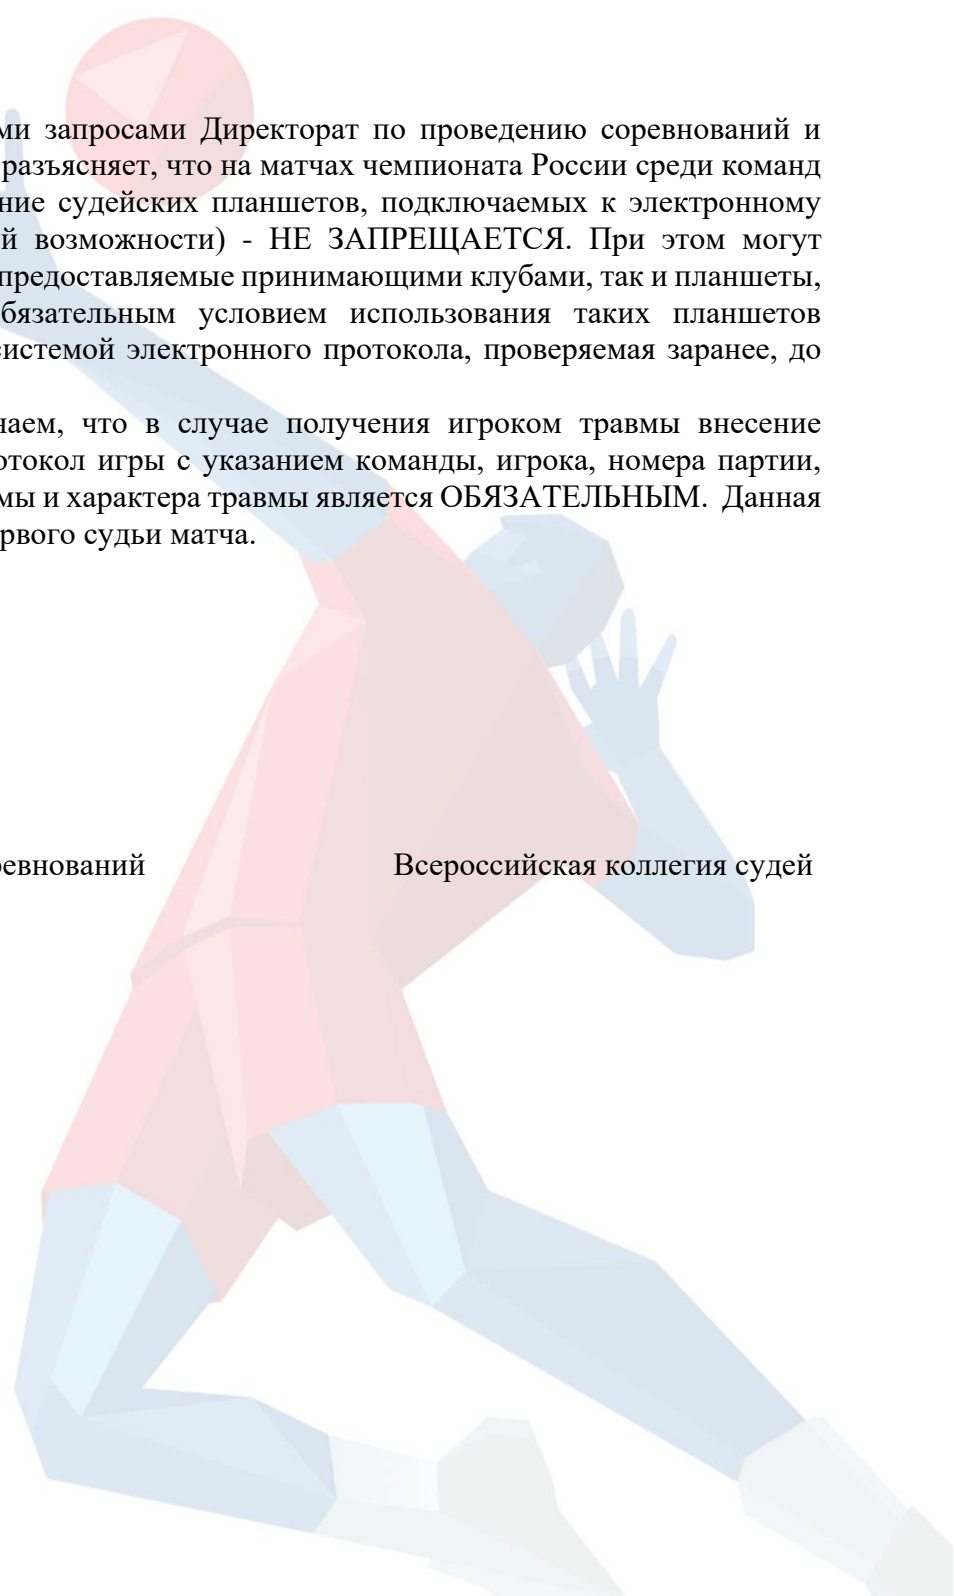 ми запросами Директорат по проведению соревнований и
разъясняет, что на матчах чемпионата России среди команд
ние судейских планшетов, подключаемых к электронному
й возможности) - НЕ ЗАПРЕЩАЕТСЯ. При этом могут
предоставляемые принимающими клубами, так и планшеты,
бязательным условием использования таких планшетов
системой электронного протокола, проверяемая заранее, до
наем, что в случае получения игроком травмы внесение
отокол игры с указанием команды, игрока, номера партии,
мы и характера травмы является ОБЯЗАТЕЛЬНЫМ. Данная
рвого судьи матча.
ревнований Всероссийская коллегия судей